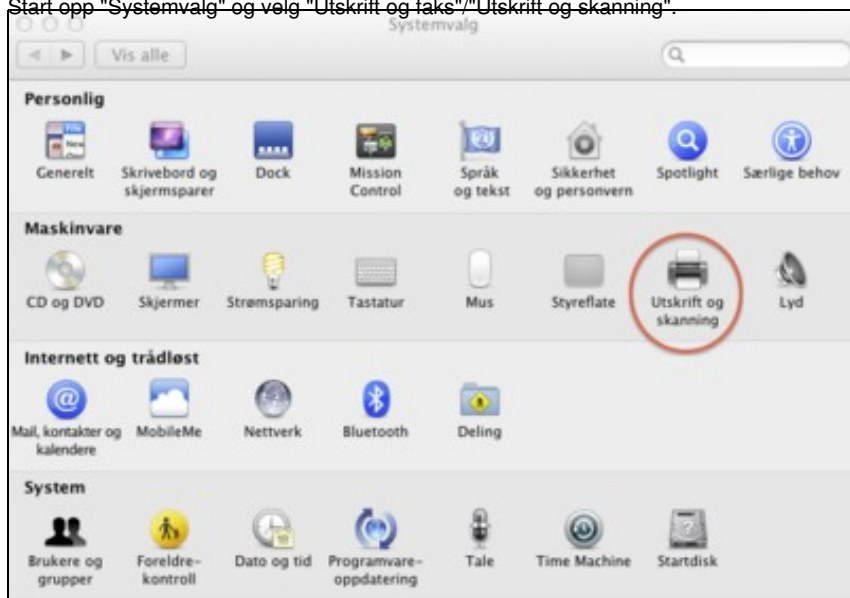 Start opp "Systemvalg" og velg "Utskrift og faks"/"Utskrift og skanning".
Systemvalg
Vis alle
Personlig
Generelt
Skrivebord og
skjermsparer
Dock
Mission
Control
Språk
og tekst
Sikkerhet
og personvern
Spotlight
Særlige behov
Maskinvare
CD og DVD
Skjermer
Strømsparing
Tastatur
Mus
Styreflate
Utskrift og
skanning
Lyd
Internett og trådløst
Mail, kontakter og
kalendere
MobileMe
Nettverk
Bluetooth
Deling
System
Brukere og
grupper
Foreldre-
kontroll
Dato og tid
Programvare-
oppdatering
Tale
Time Machine
Startdisk